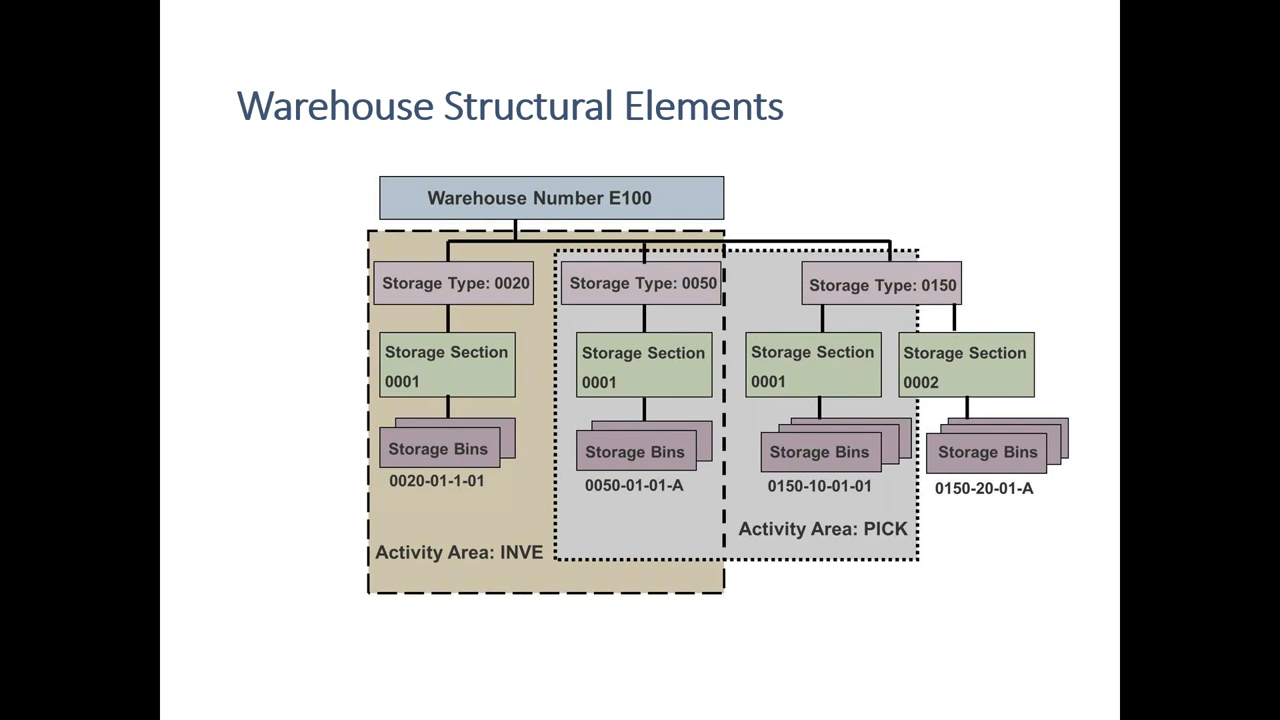 Warehouse Structural Elements
Warehouse Number E100
Storage Type: 0020
Storage Type: 0050
Storage Type: 0150
Storage Section
0001
Storage Section
0001
Storage Section
0001
Storage Section
0002
Storage Bins
Storage Bins
Storage Bins
Storage Bins
0020-01-1-01
0050-01-01-A
0150-10-01-01
0150-20-01-A
Activity Area: PICK
Activity Area: INVE